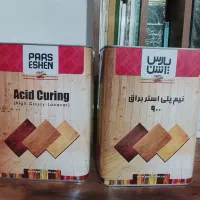 PARS
ESHEN
Acid Curing
(High Glossy Lacquer)
پارس
اشن
نیم پلی استر براق
۹۰۰